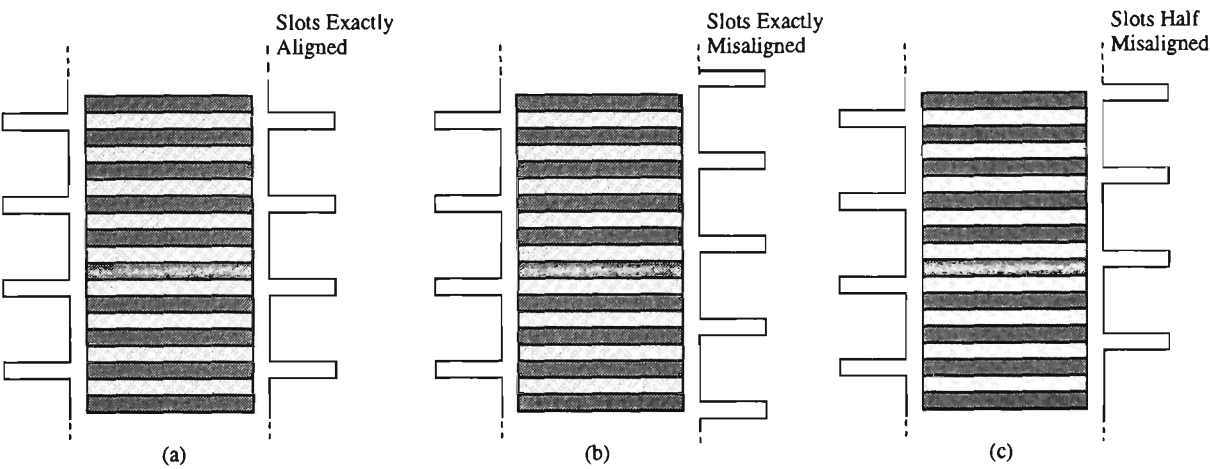 Slots Exactly
Aligned
Slots Exactly
Misaligned
Slots Half
Misaligned
(a)
(b)
(c)